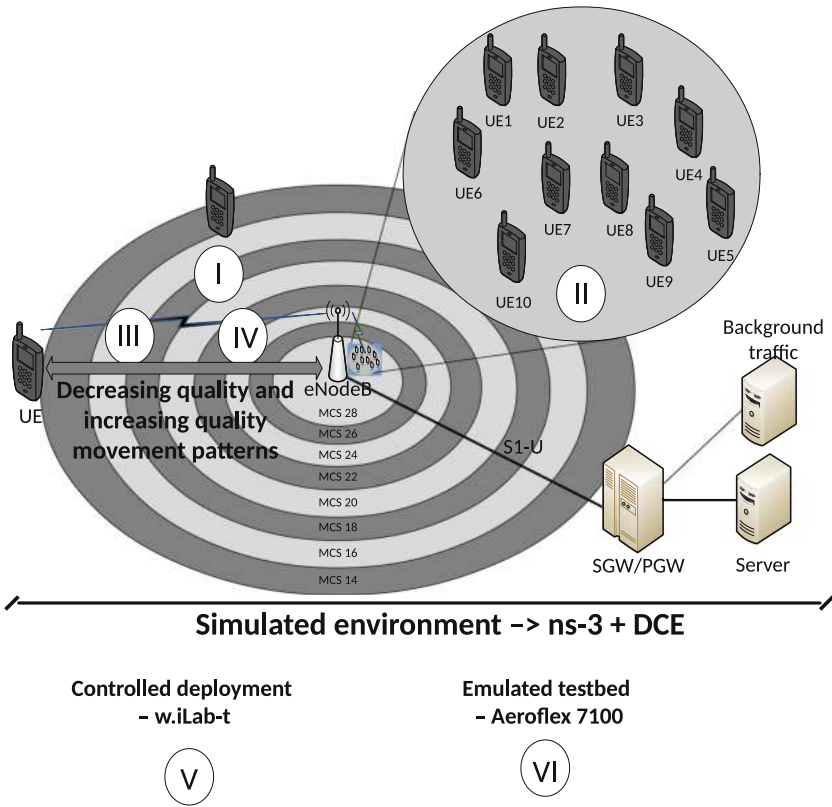 UE1
UE2
UE3
UE4
UE6
UE7
UE8
UE5
UE9
UE10
I
II
III
IV
Background
traffic
UE
eNodeB
Decreasing quality and
increasing quality
movement patterns
MCS 28
MCS 26
MCS 24
MCS 22
MCS 20
MCS 18
MCS 16
MCS 14
S1-U
SGW/PGW
Server
Simulated environment –> ns-3 + DCE
Controlled deployment
– w.iLab-t
V
Emulated testbed
– Aeroflex 7100
VI